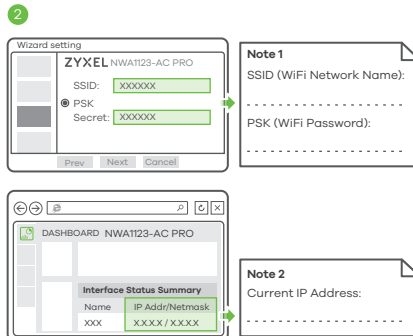 2
Wizard setting
ZYXEL NWA1123-AC PRO
SSID: XXXXXX
PSK
Secret: XXXXXX
Prev Next Cancel
Note 1
SSID (WiFi Network Name):
PSK (WiFi Password):
DASHBOARD NWA1123-AC PRO
Interface Status Summary
Name IP Addr/Netmask
XXX X.X.X.X / X.X.X.X
Note 2
Current IP Address: